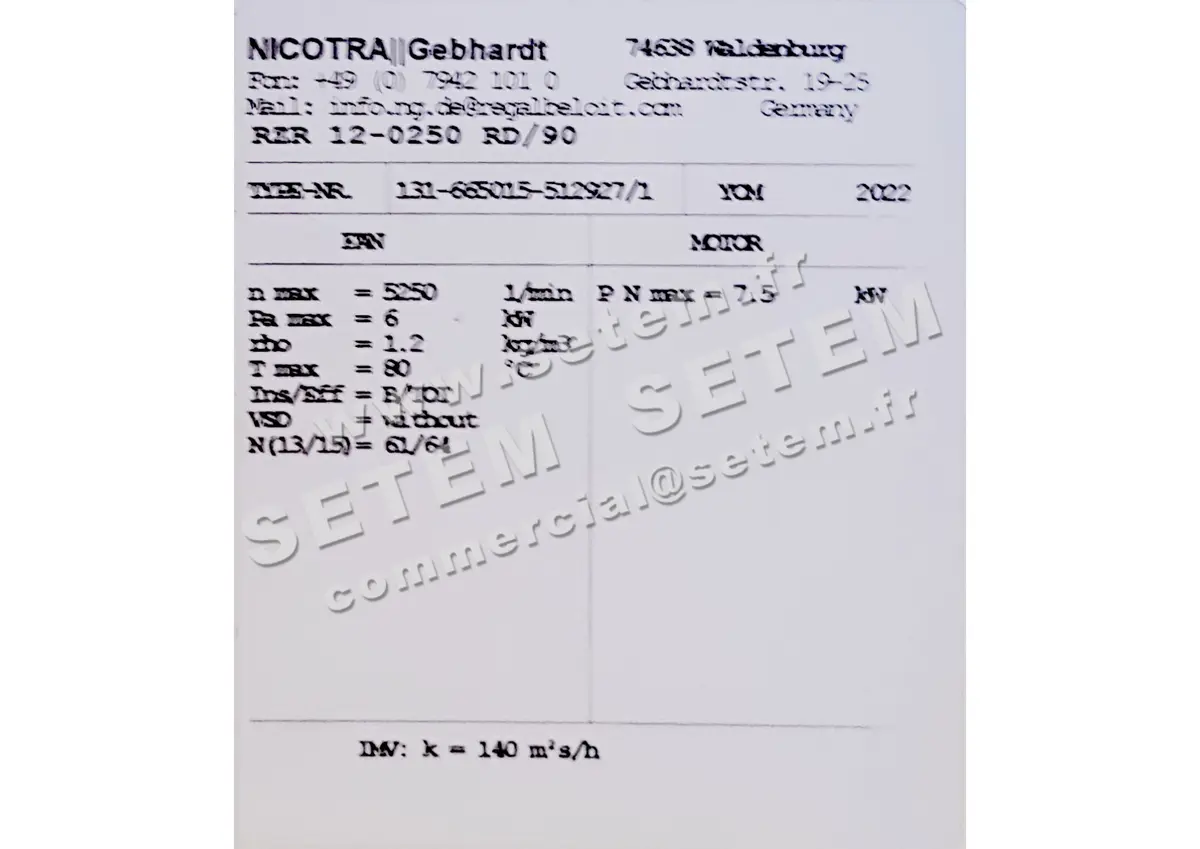 NICOTRA||Gebhardt 74638 Waldenburg
Fon: +49 (0) 7942 101 0 Gebhardtstr. 19-25
Mail: info.ng.de@regalbeloit.com Germany
RZR 12-0250 RD/90
TYPE-NR. 131-665015-512927/1 YOM 2022
FAN MOTOR
n max = 5250 1/min P N max = 7.5 kW
Pa max = 6 kW
rho = 1.2 kg/m3
T max = 80 °C
Ins/Eff = B/TOT
VSD = without
N(13/15)= 61/64
IMV: k = 140 m²s/h
www.setem.fr
SETEM SETEM
commercial@setem.fr